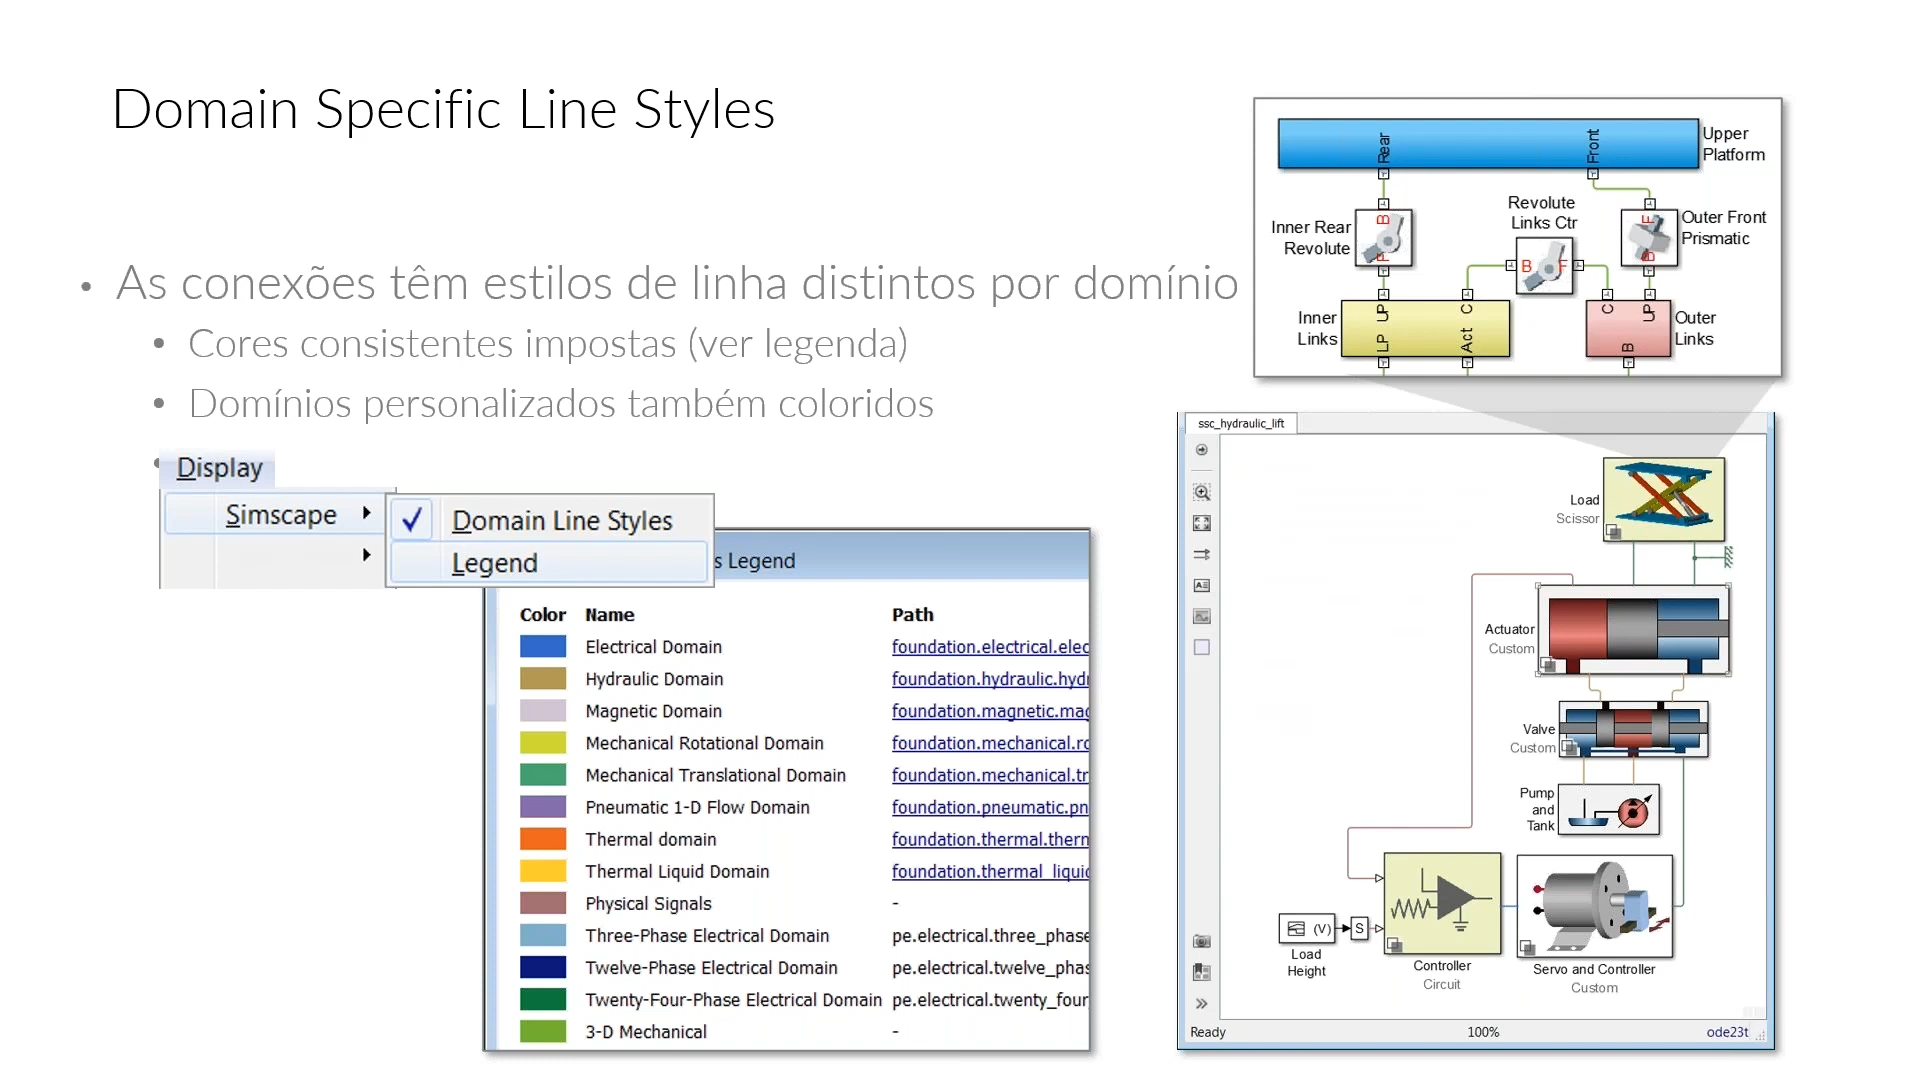 Domain Specific Line Styles
• As conexões têm estilos de linha distintos por domínio
• Cores consistentes impostas (ver legenda)
• Domínios personalizados também coloridos
Display
Simscape
Domain Line Styles
Legend
s Legend
Color Name Path
Electrical Domain foundation.electrical.elec
Hydraulic Domain foundation.hydraulic.hyd
Magnetic Domain foundation.magnetic.mag
Mechanical Rotational Domain foundation.mechanical.ro
Mechanical Translational Domain foundation.mechanical.tr
Pneumatic 1-D Flow Domain foundation.pneumatic.pn
Thermal domain foundation.thermal.therm
Thermal Liquid Domain foundation.thermal_liquid
Physical Signals -
Three-Phase Electrical Domain pe.electrical.three_phase
Twelve-Phase Electrical Domain pe.electrical.twelve_phas
Twenty-Four-Phase Electrical Domain pe.electrical.twenty_four
3-D Mechanical -
Rear
Front
Upper
Platform
Inner Rear
Revolute
B
F
Revolute
Links Ctr
B F
Outer Front
Prismatic
F
B
Inner
Links
LP
LP
C
Act
C
LP
B
Outer
Links
ssc_hydraulic_lift
Load
Scissor
Actuator
Custom
Valve
Custom
Pump
and
Tank
(V)
S
Load
Height
Controller
Circuit
Servo and Controller
Custom
Ready 100% ode23t